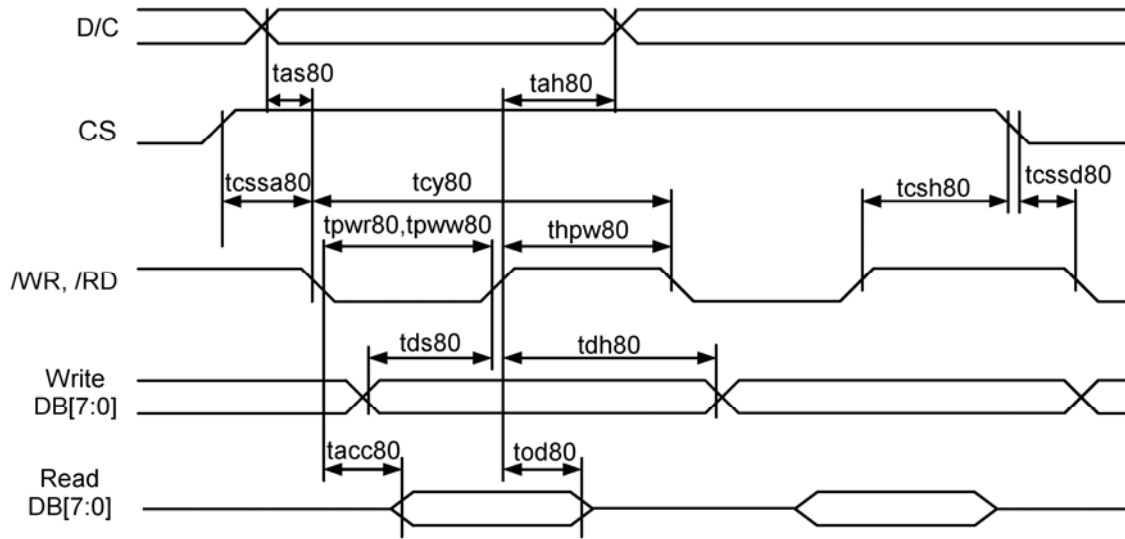 D/C
tas80
tah80
CS
tcssa80
tcy80
tcsh80
tcssd80
tpwr80,tpww80
thpw80
/WR, /RD
tds80
tdh80
Write
DB[7:0]
tacc80
tod80
Read
DB[7:0]